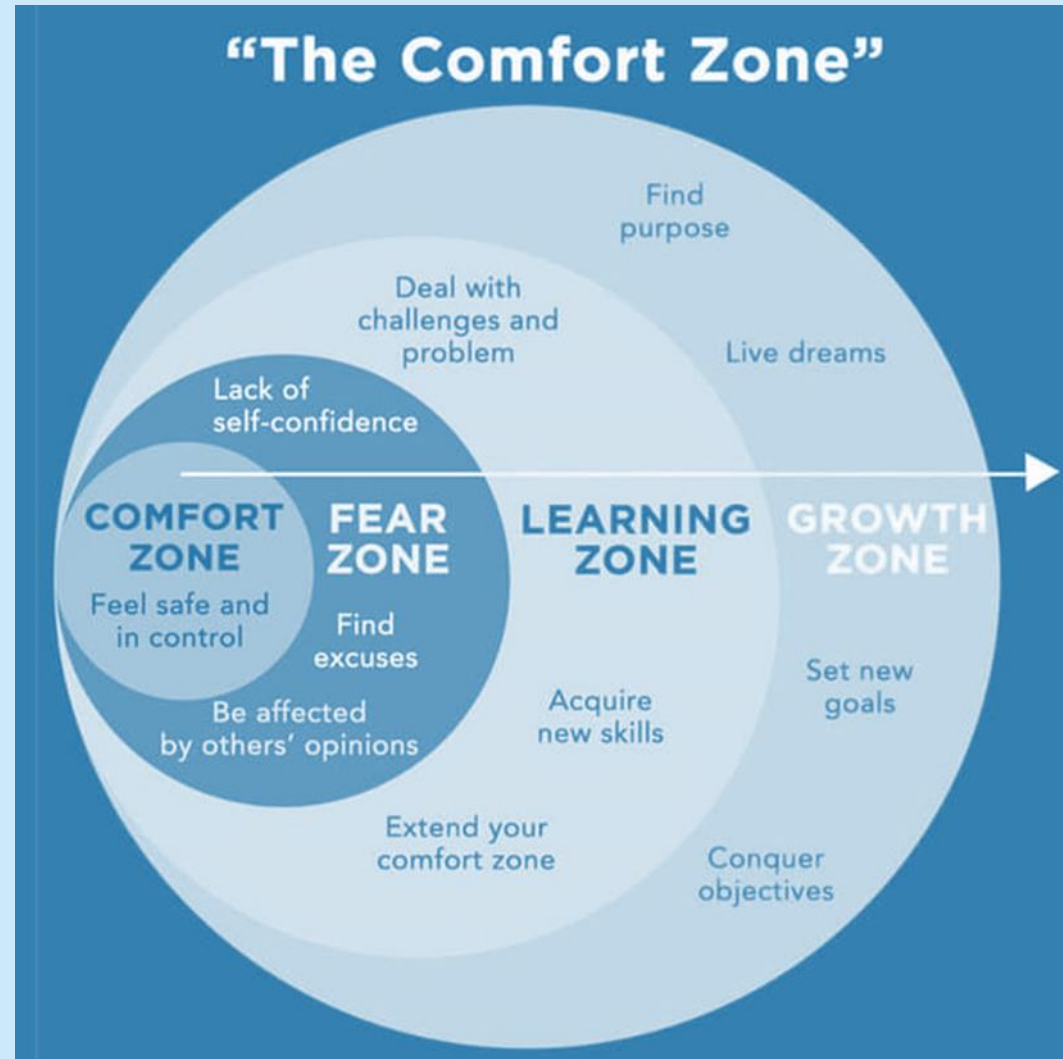 “The Comfort Zone”
Find
purpose
Deal with
challenges and
problem
Live dreams
Lack of
self-confidence
COMFORT
ZONE
Feel safe and
in control
FEAR
ZONE
Find
excuses
Be affected
by others’ opinions
LEARNING
ZONE
Acquire
new skills
Extend your
comfort zone
GROWTH
ZONE
Set new
goals
Conquer
objectives